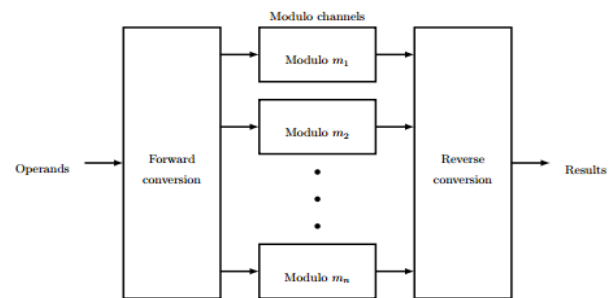 Modulo channels
Modulo m₁
Modulo m₂
Operands
Forward
conversion
Reverse
conversion
Results
Modulo mₙ